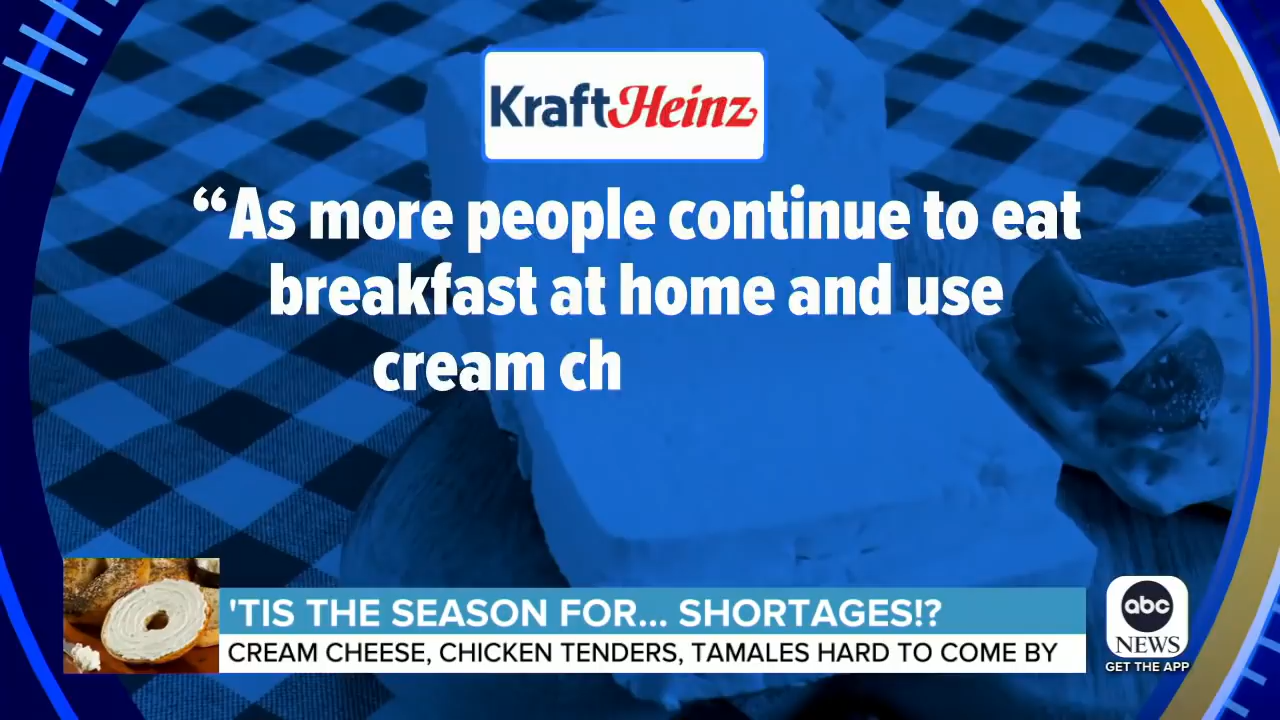 KraftHeinz
“As more people continue to eat
breakfast at home and use
cream ch
'TIS THE SEASON FOR... SHORTAGES!?
CREAM CHEESE, CHICKEN TENDERS, TAMALES HARD TO COME BY
abc
NEWS
GET THE APP